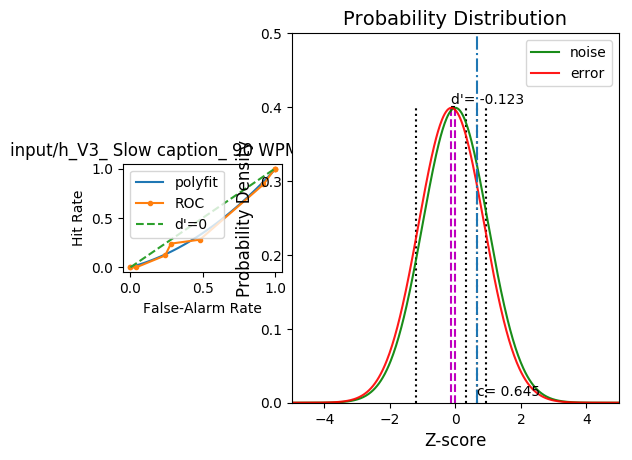 Probability Distribution
input/h_V3_ Slow caption_ 90 WPM
polyfit
ROC
d'=0
Hit Rate
1.0
0.5
0.0
0.0
0.5
1.0
False-Alarm Rate
Probability Density
0.5
0.4
0.3
0.2
0.1
0.0
noise
error
d'= -0.123
c= 0.645
−4
−2
0
2
4
Z-score